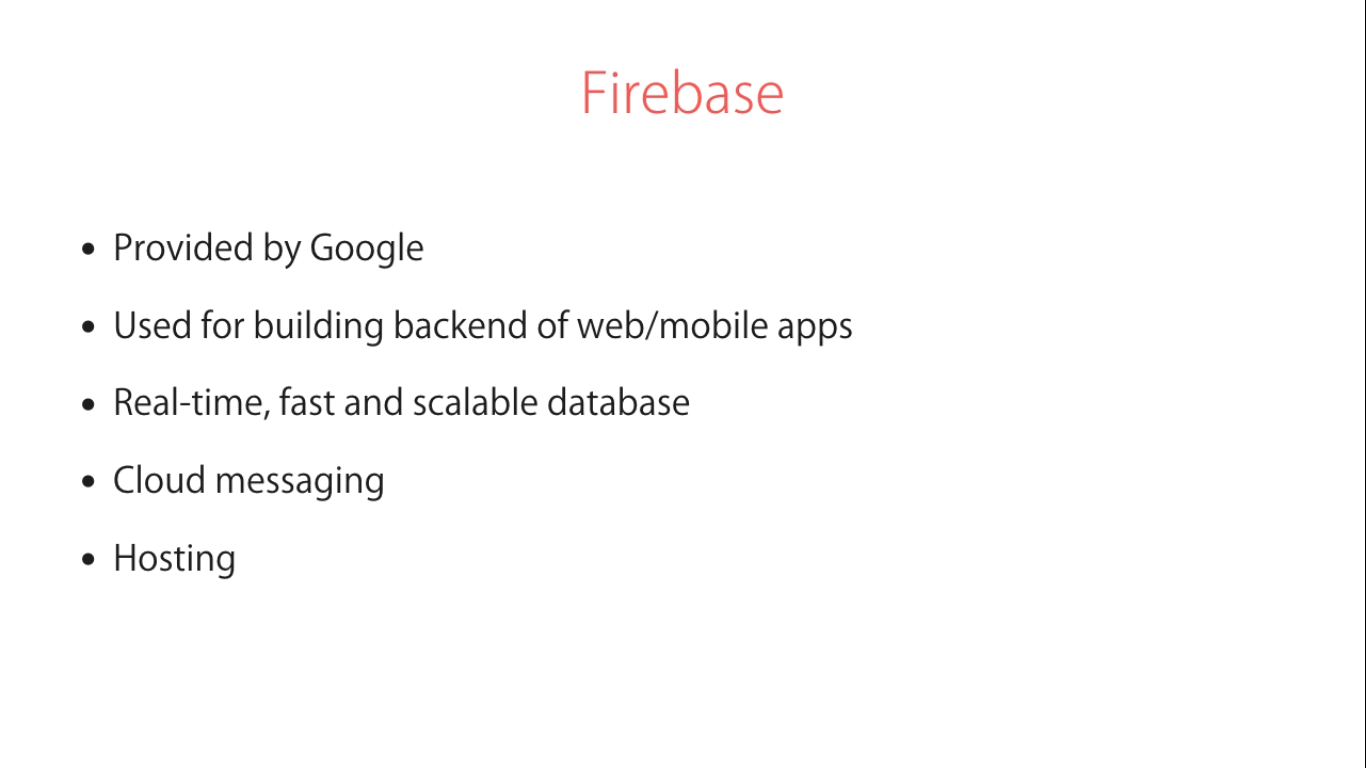 Firebase
• Provided by Google
• Used for building backend of web/mobile apps
• Real-time, fast and scalable database
• Cloud messaging
• Hosting